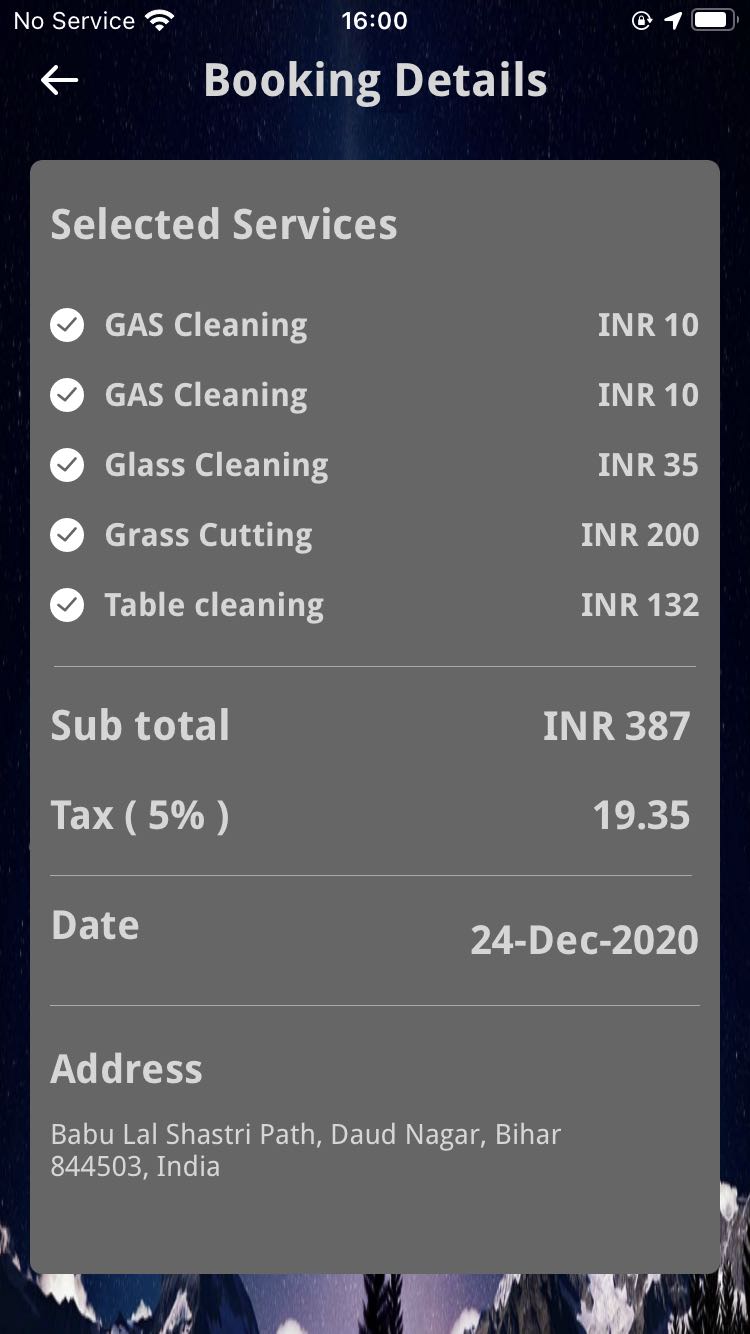 No Service 16:00
Booking Details
Selected Services
GAS Cleaning INR 10
GAS Cleaning INR 10
Glass Cleaning INR 35
Grass Cutting INR 200
Table cleaning INR 132
Sub total INR 387
Tax ( 5% ) 19.35
Date 24-Dec-2020
Address
Babu Lal Shastri Path, Daud Nagar, Bihar
844503, India